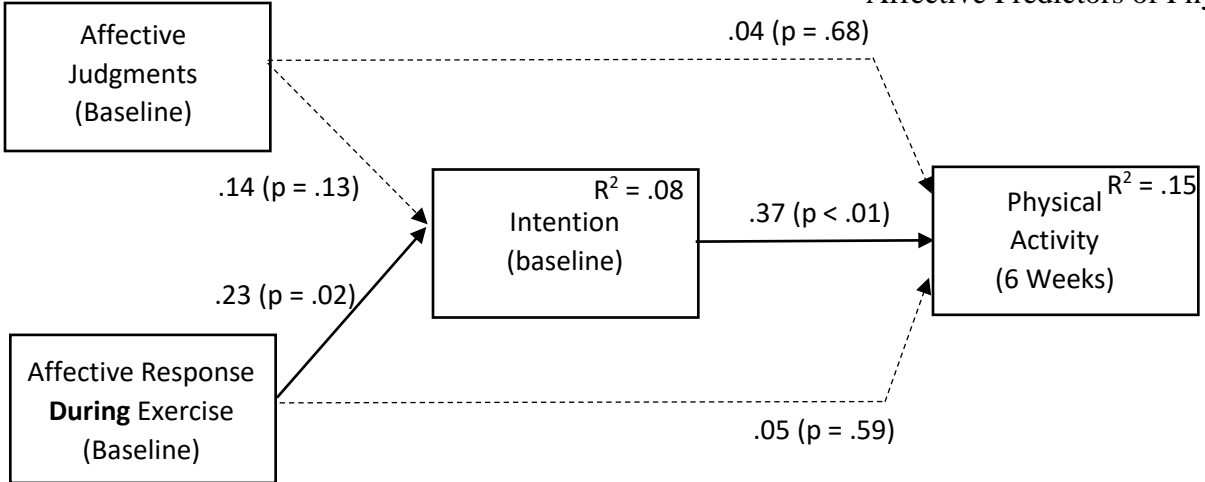 Affective Predictors of Phy
Affective
Judgments
(Baseline)
.04 (p = .68)
.14 (p = .13)
R² = .08
Intention
(baseline)
.37 (p < .01)
R² = .15
Physical
Activity
(6 Weeks)
.23 (p = .02)
Affective Response
During Exercise
(Baseline)
.05 (p = .59)